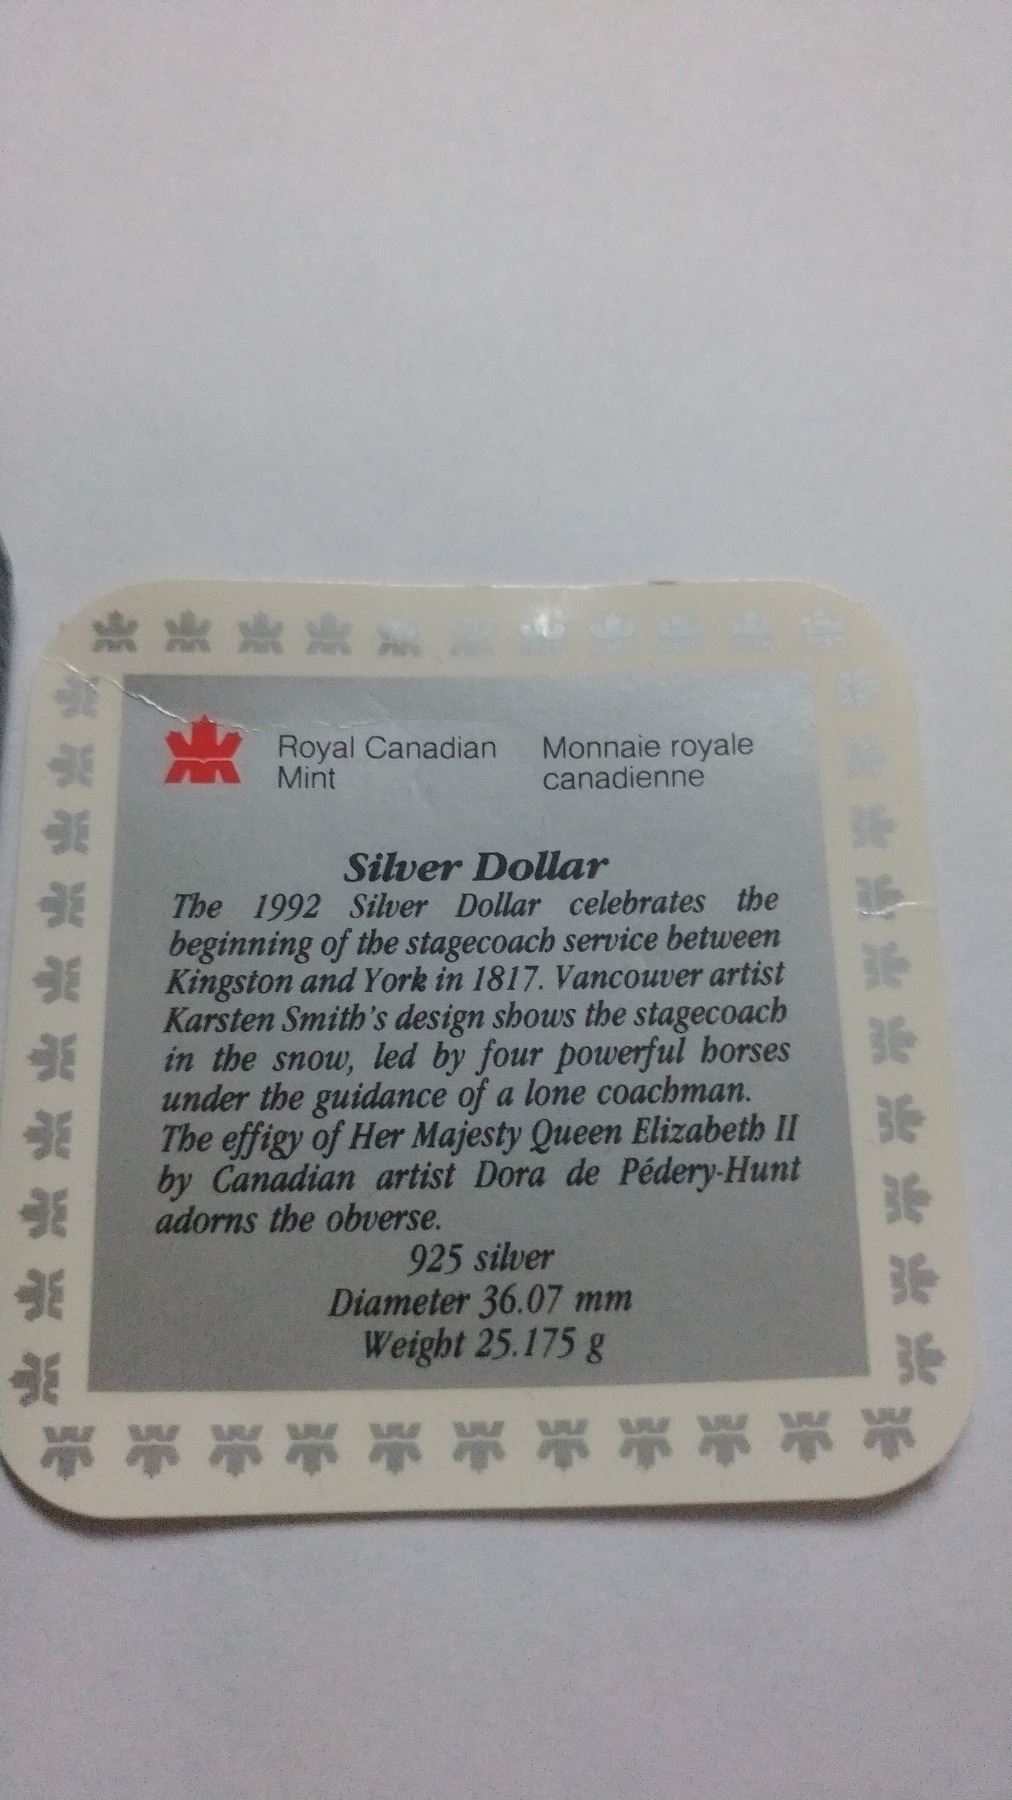 Royal Canadian Mint
Monnaie royale canadienne
Silver Dollar
The 1992 Silver Dollar celebrates the
beginning of the stagecoach service between
Kingston and York in 1817. Vancouver artist
Karsten Smith's design shows the stagecoach
in the snow, led by four powerful horses
under the guidance of a lone coachman.
The effigy of Her Majesty Queen Elizabeth II
by Canadian artist Dora de Pédery-Hunt
adorns the obverse.
925 silver
Diameter 36.07 mm
Weight 25.175 g